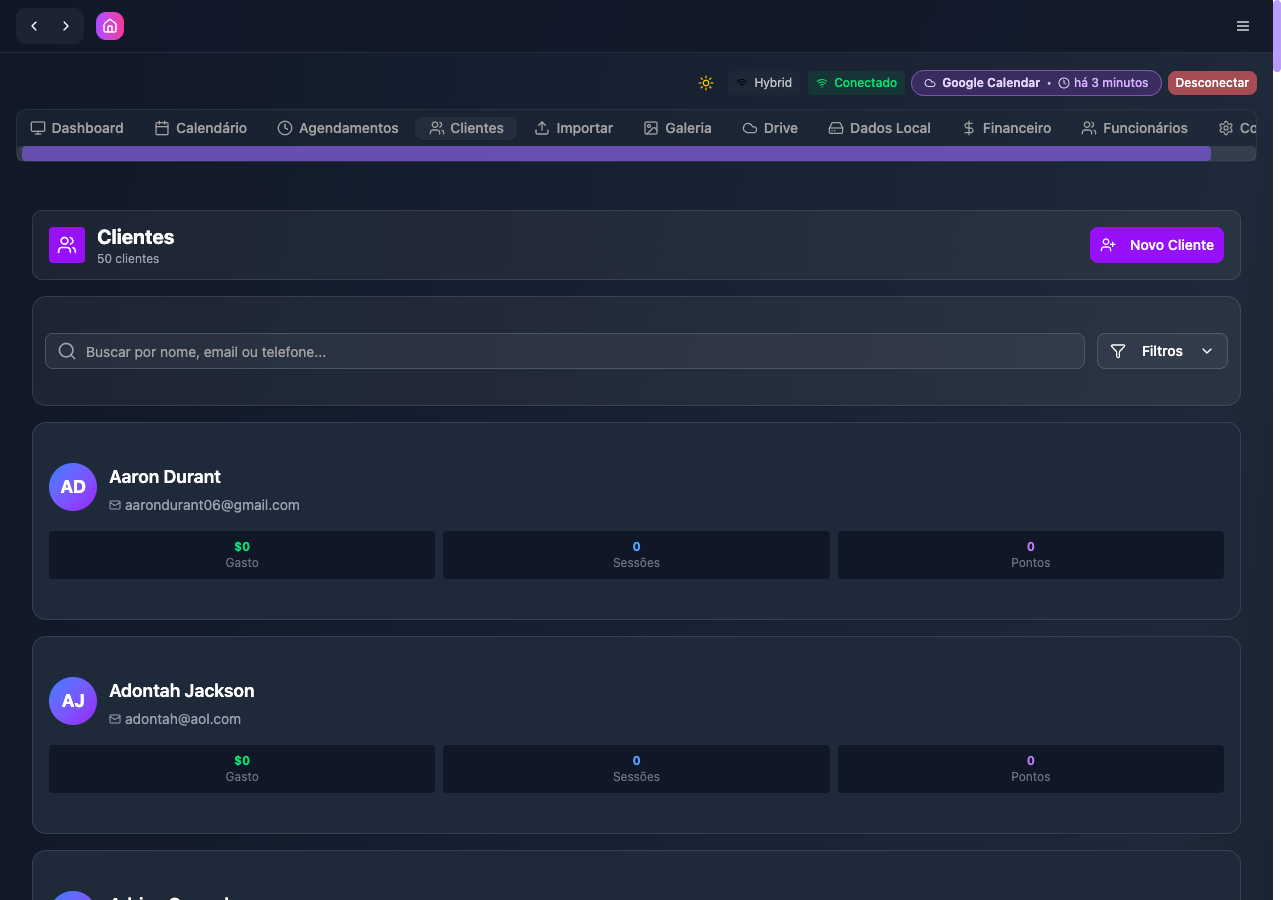 Hybrid Conectado Google Calendar • há 3 minutos Desconectar
Dashboard Calendário Agendamentos Clientes Importar Galeria Drive Dados Local Financeiro Funcionários Co
Clientes
50 clientes
Novo Cliente
Buscar por nome, email ou telefone...
Filtros
AD
Aaron Durant
aarondurant06@gmail.com
$0 0 0
Gasto Sessões Pontos
AJ
Adontah Jackson
adontah@aol.com
$0 0 0
Gasto Sessões Pontos